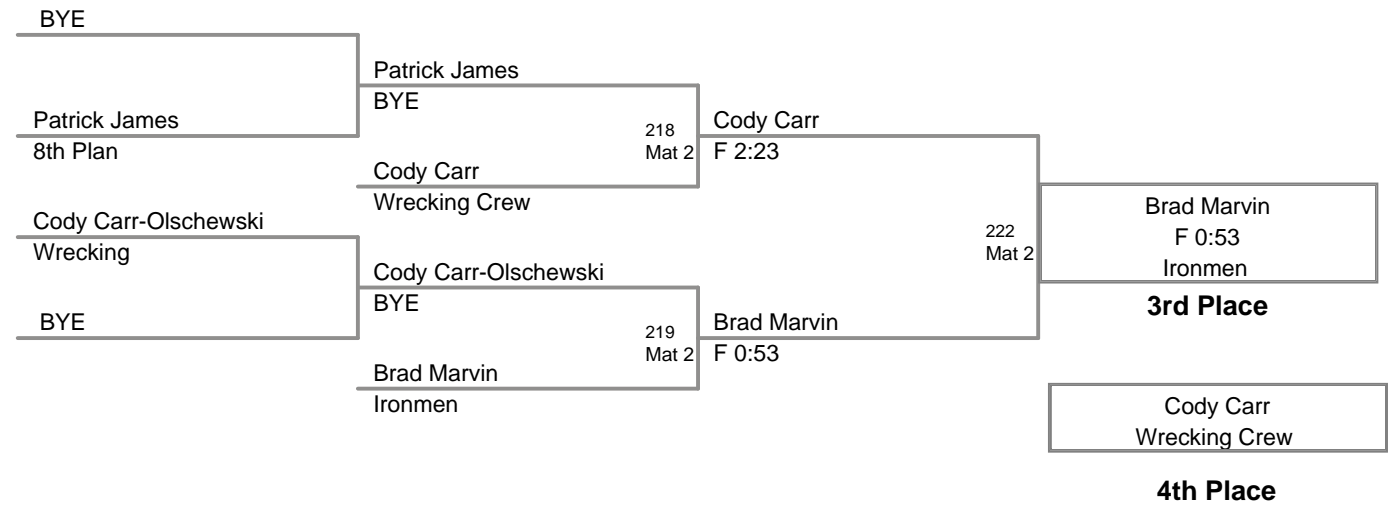 BYE
Patrick James
8th Plan
Cody Carr-Olschewski
Wrecking
BYE
Patrick James
BYE
218
Mat 2
Cody Carr
Wrecking Crew
Cody Carr-Olschewski
BYE
219
Mat 2
Brad Marvin
Ironmen
Cody Carr
F 2:23
222
Mat 2
Brad Marvin
F 0:53
Brad Marvin
F 0:53
Ironmen
3rd Place
Cody Carr
Wrecking Crew
4th Place